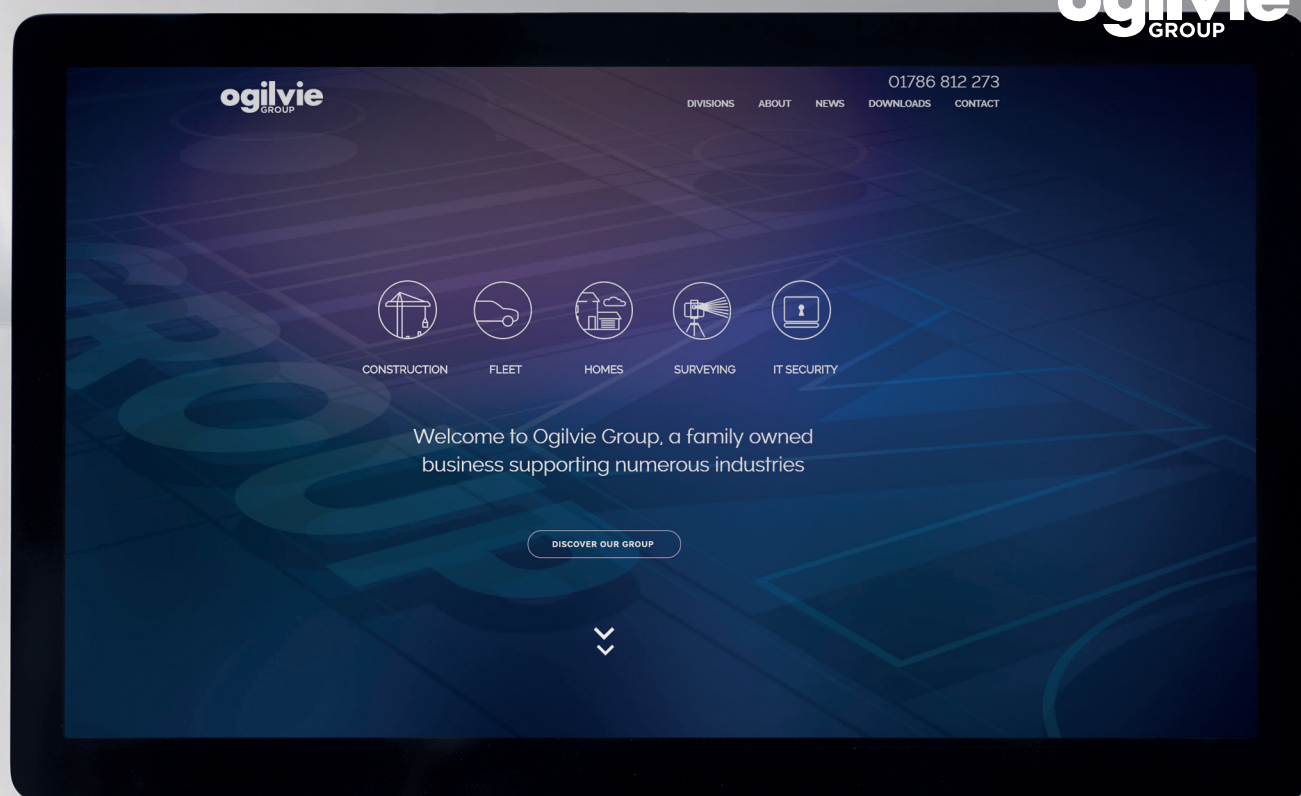 ogilvie
GROUP
ogilvie
GROUP
01786 812 273
DIVISIONS ABOUT NEWS DOWNLOADS CONTACT
CONSTRUCTION FLEET HOMES SURVEYING IT SECURITY
Welcome to Ogilvie Group, a family owned
business supporting numerous industries
DISCOVER OUR GROUP